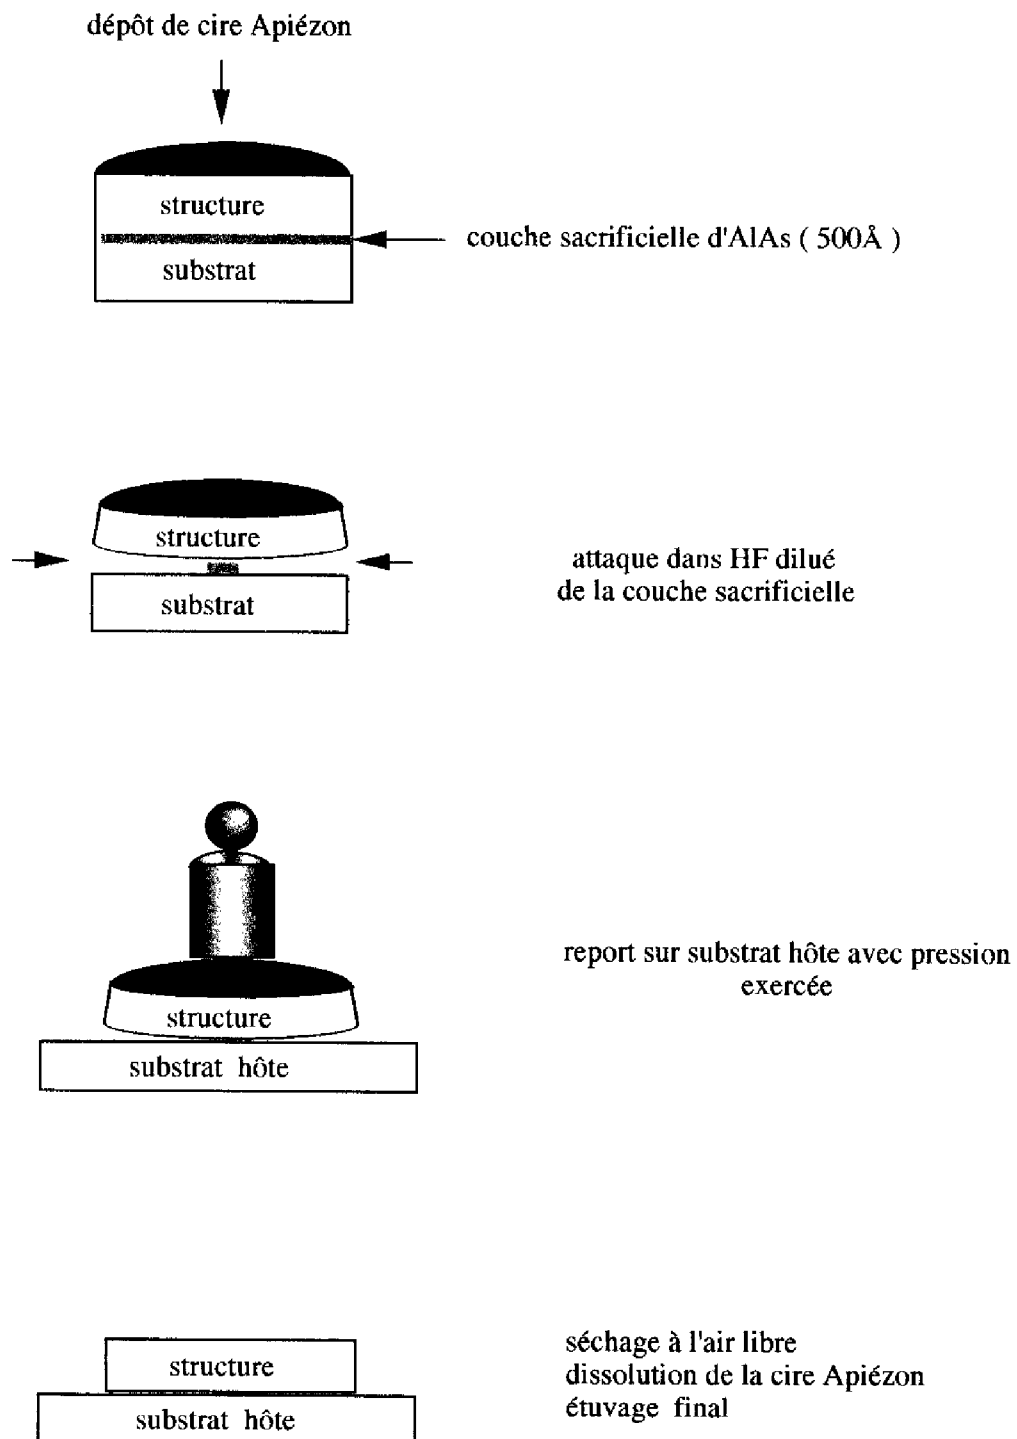 dépôt de cire Apiézon
structure
couche sacrificielle d'AlAs ( 500Å )
substrat
structure
attaque dans HF dilué
de la couche sacrificielle
substrat
report sur substrat hôte avec pression
exercée
structure
substrat hôte
séchage à l'air libre
structure
dissolution de la cire Apiézon
étuvage final
substrat hôte